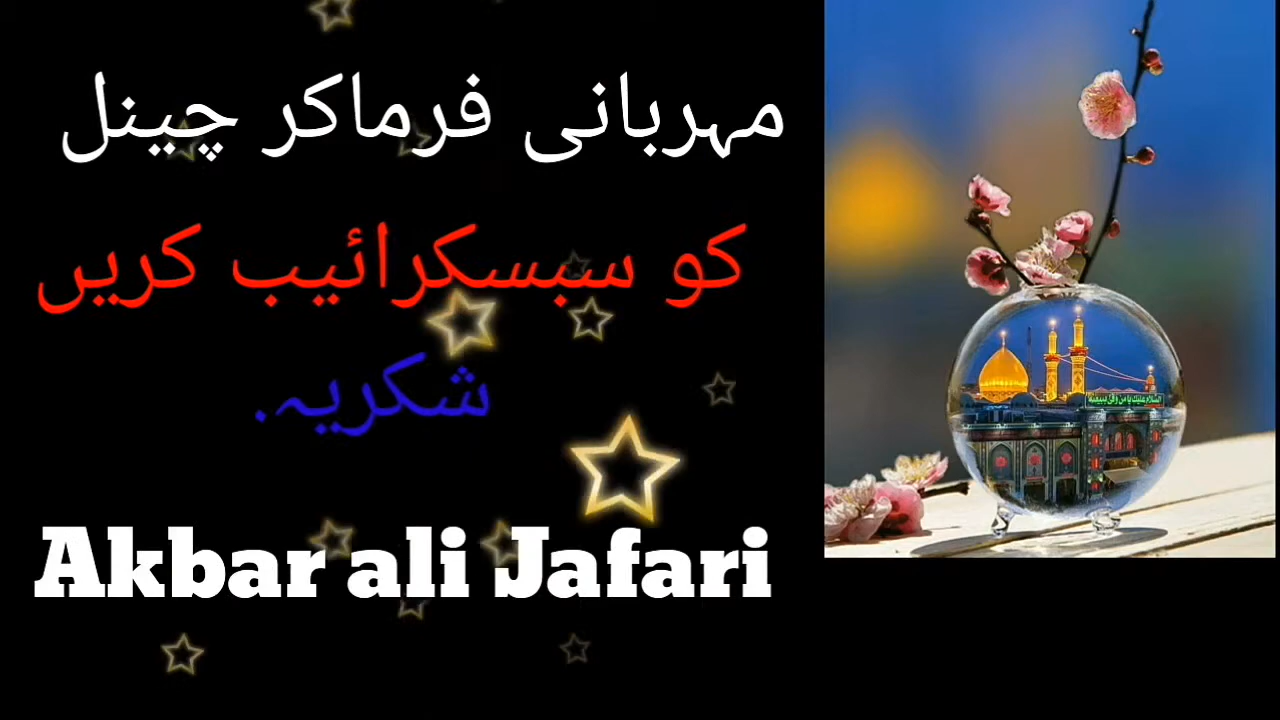 مہربانی فرماکر چینل
کو سبسکرائیب کریں
شکریہ.
Akbar ali Jafari